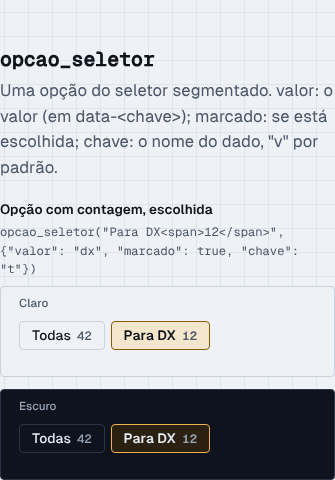 opcao_seletor
Uma opção do seletor segmentado. valor: o
valor (em data-<chave>); marcado: se está
escolhida; chave: o nome do dado, "v" por
padrão.
Opção com contagem, escolhida
opcao_seletor("Para DX<span>12</span>",
{"valor": "dx", "marcado": true, "chave":
"t"})
Claro
Todas 42 Para DX 12
Escuro
Todas 42 Para DX 12